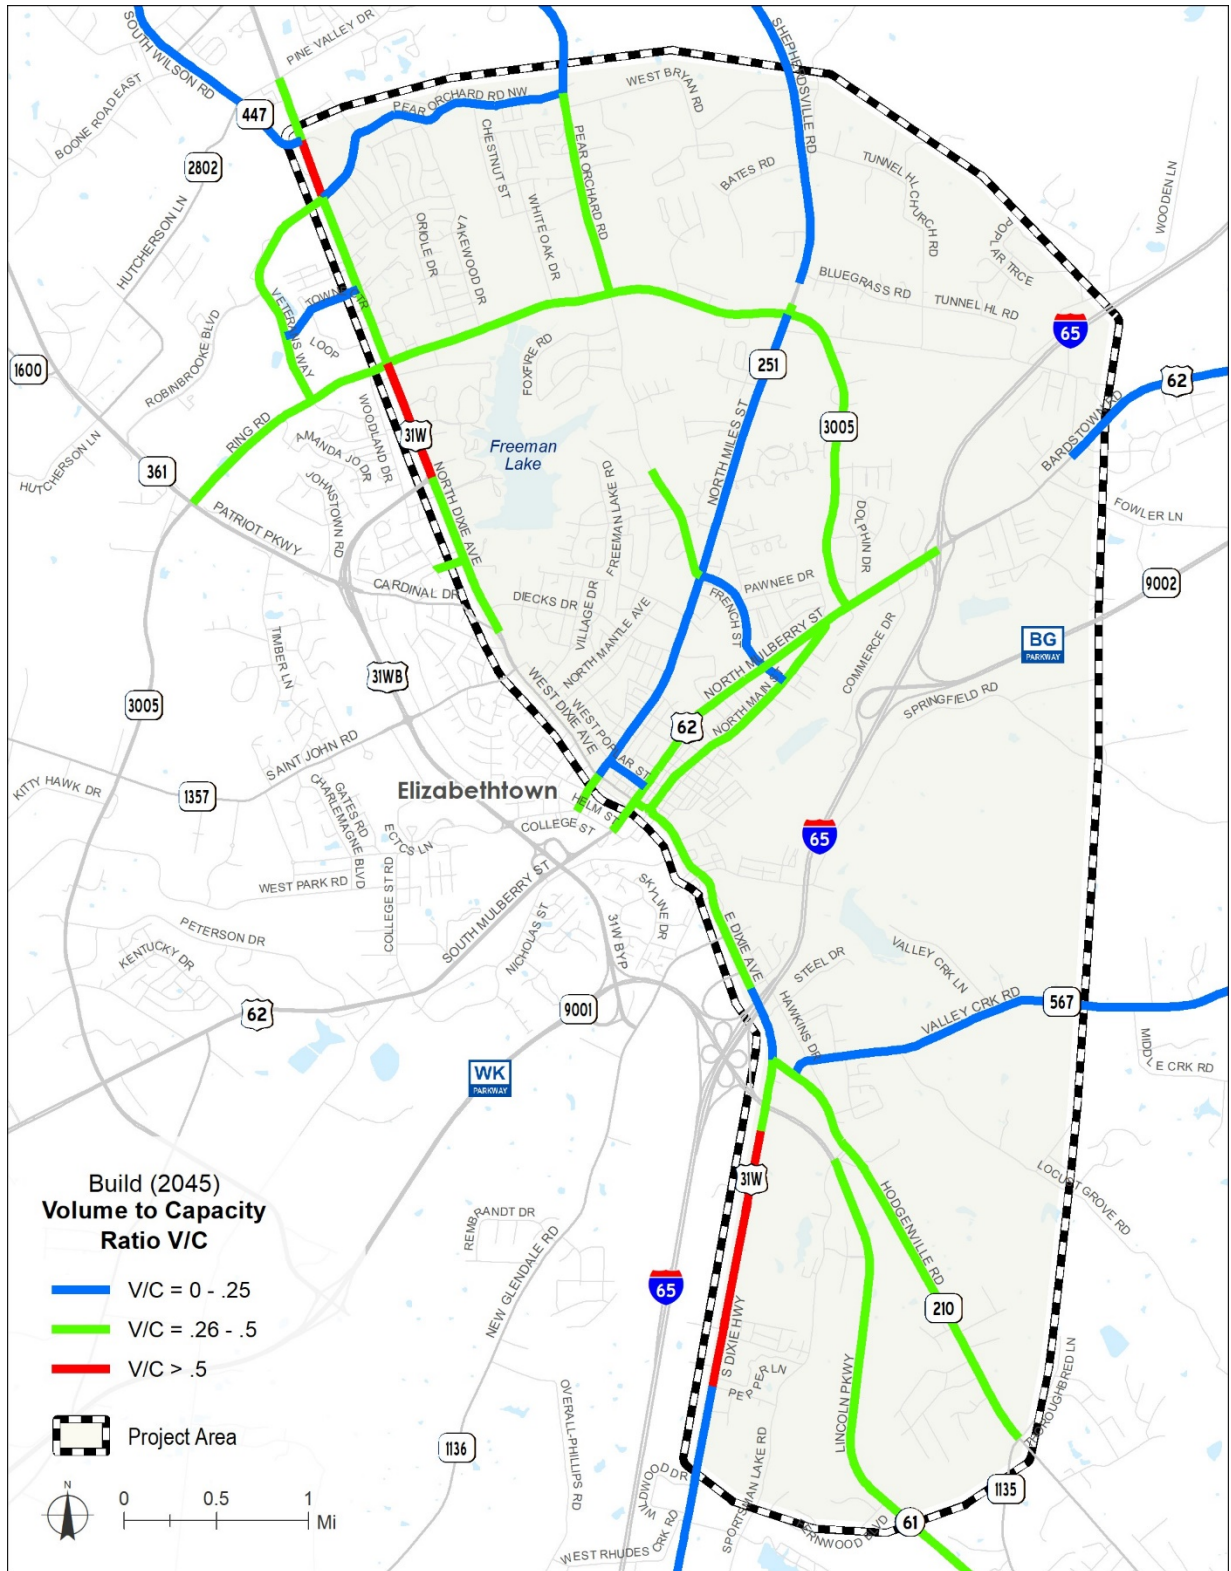 SOUTH WILSON RD
PINE VALLEY DR
SHEPHERDSVILLE RD
BOONE ROAD EAST
447
2802
PEAR ORCHARD RD NW
WEST BRYAN RD
CHESTNUT ST
PEAR ORCHARD RD
BATES RD
TUNNEL HL CHURCH RD
WOODEN LN
HUTCHERSON LN
ORIOLE DR
LAKEWOOD DR
WHITE OAK DR
POPLAR TRCE
BLUEGRASS RD
TUNNEL HL RD
65
VETERANS WAY
LOOP
ROBINBROOKE BLVD
FOXFIRE RD
251
62
1600
WOODLAND DR
31W
3005
BARDSTOWN RD
RING RD
HUTCHERSON LN
361
AMANDA JO DR
JOHNSTOWN RD
Freeman
Lake
NORTH MILES ST
NORTH DIXIE AVE
FREEMAN LAKE RD
DOLPHIN DR
FOWLER LN
PATRIOT PKWY
9002
CARDINAL DR
DIECKS DR
VILLAGE DR
PAWNEE DR
FRENCH ST
NORTH MANTLE AVE
NORTH MULBERRY ST
COMMERCE DR
BG
PARKWAY
TIMBER LN
31WB
SPRINGFIELD RD
3005
WEST DIXIE AVE
NORTH MAIN ST
62
SAINT JOHN RD
KITTY HAWK DR
1357
GATES RD
CHARLEMAGNE BLVD
Elizabethtown
HELM ST
COLLEGE ST
ECTCS LN
65
WEST PARK RD
COLLEGE ST RD
SOUTH MULBERRY ST
SKYLINE DR
PETERSON DR
KENTUCKY DR
NICHOLAS ST
31W BYP
E DIXIE AVE
STEEL DR
VALLEY CRK LN
62
9001
HAWKINS DR
VALLEY CRK RD
567
WK
PARKWAY
MIDDLE CRK RD
31W
LOCUST GROVE RD
Build (2045)
Volume to Capacity
Ratio V/C
REMBRANDT DR
NEW GLENDALE RD
HODGENVILLE RD
V/C = 0 - .25
65
210
V/C = .26 - .5
S DIXIE HWY
V/C > .5
PEPPER LN
LINCOLN PKWY
THOROUGHBRED LN
OVERALL-PHILLIPS RD
Project Area
1136
SPORTSMAN LAKE RD
WILDWOOD DR
1135
N
0 0.5 1
Mi
61
WEST RHUDES CRK RD